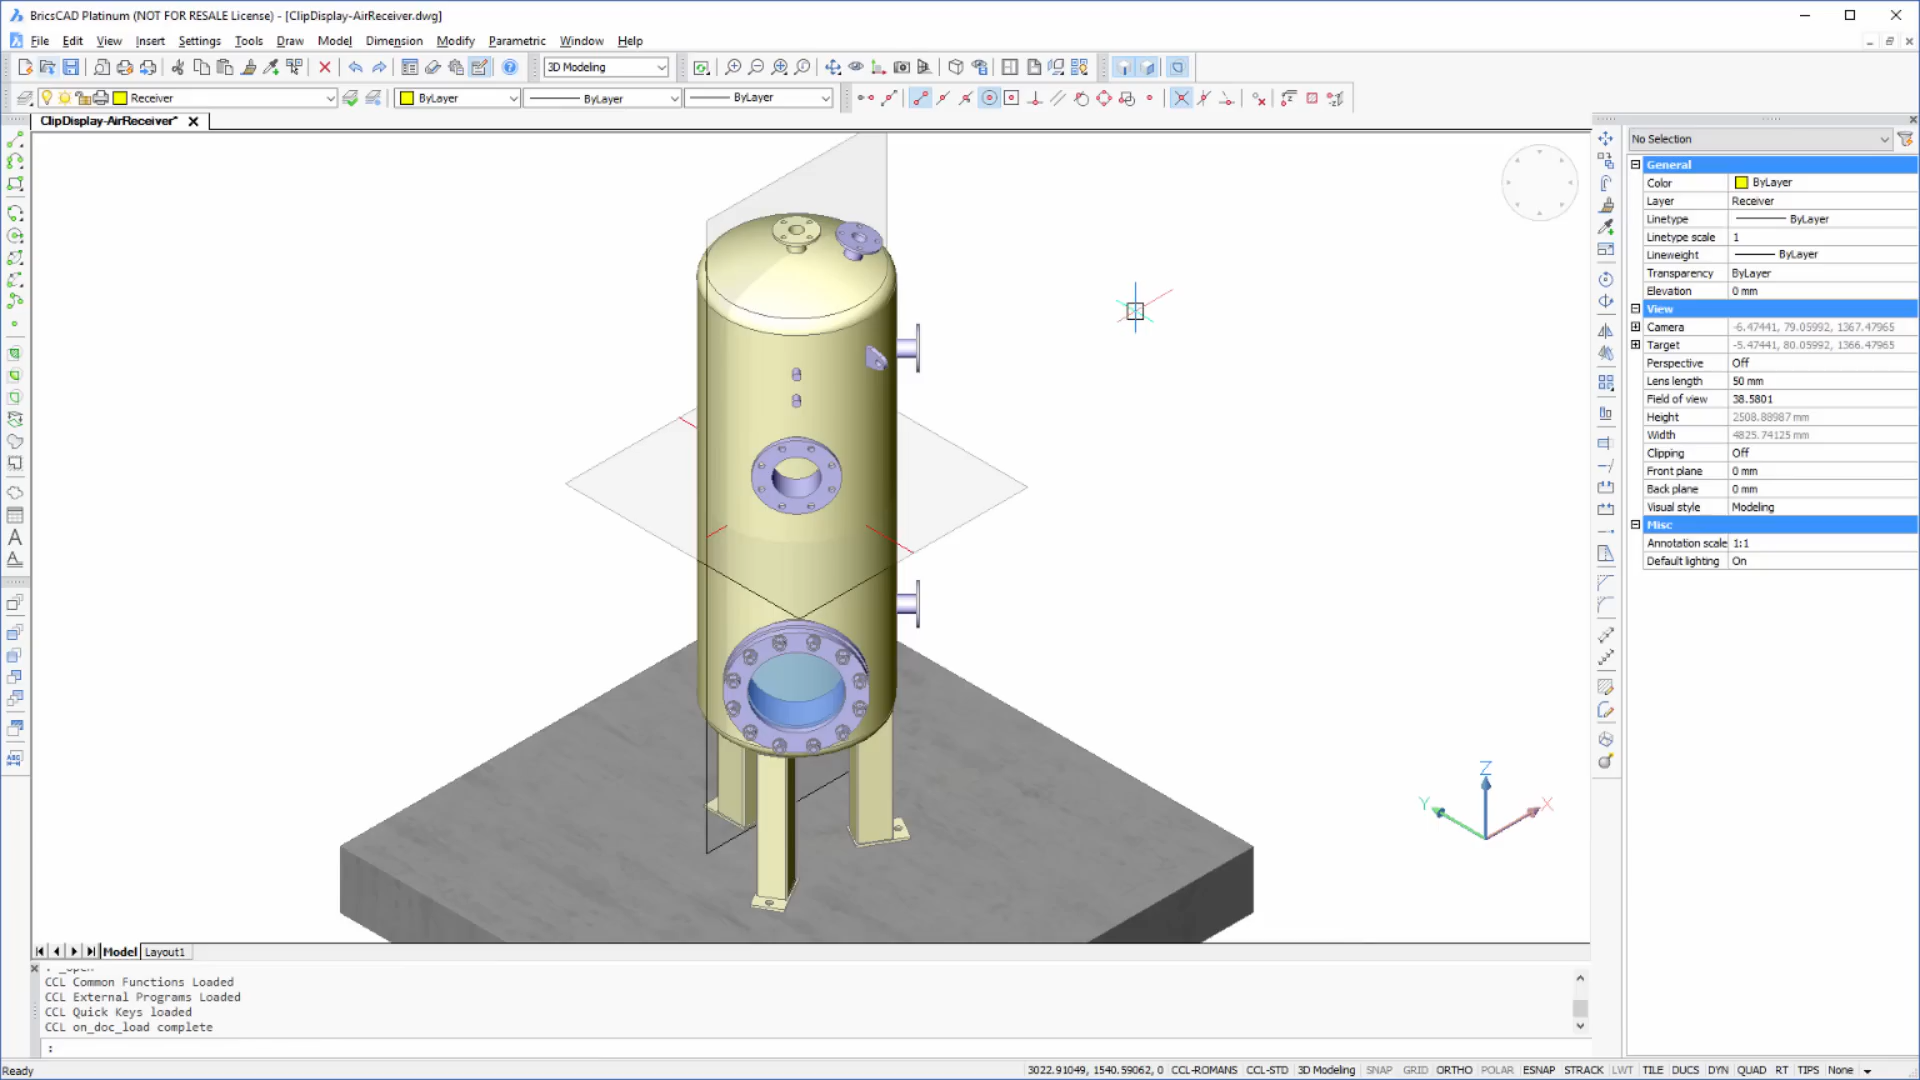 BricsCAD Platinum (NOT FOR RESALE License) - [ClipDisplay-AirReceiver.dwg]
File Edit View Insert Settings Tools Draw Model Dimension Modify Parametric Window Help
3D Modeling
Receiver ByLayer ByLayer ByLayer
ClipDisplay-AirReceiver*
No Selection
General
Color ByLayer
Layer Receiver
Linetype ByLayer
Linetype scale 1
Lineweight ByLayer
Transparency ByLayer
Elevation 0 mm
View
Camera -6.47441, 79.05992, 1367.47965
Target -5.47441, 80.05992, 1366.47965
Perspective Off
Lens length 50 mm
Field of view 38.5801
Height 2508.88987 mm
Width 4825.74125 mm
Clipping Off
Front plane 0 mm
Back plane 0 mm
Visual style Modeling
Misc
Annotation scale 1:1
Default lighting On
A
A
ABC
Z
Y X
Model Layout1
: _open
CCL Common Functions Loaded
CCL External Programs Loaded
CCL Quick Keys loaded
CCL on_doc_load complete
:
Ready 3022.91049, 1540.59062, 0 CCL-ROMANS CCL-STD 3D Modeling SNAP GRID ORTHO POLAR ESNAP STRACK LWT TILE DUCS DYN QUAD RT TIPS None